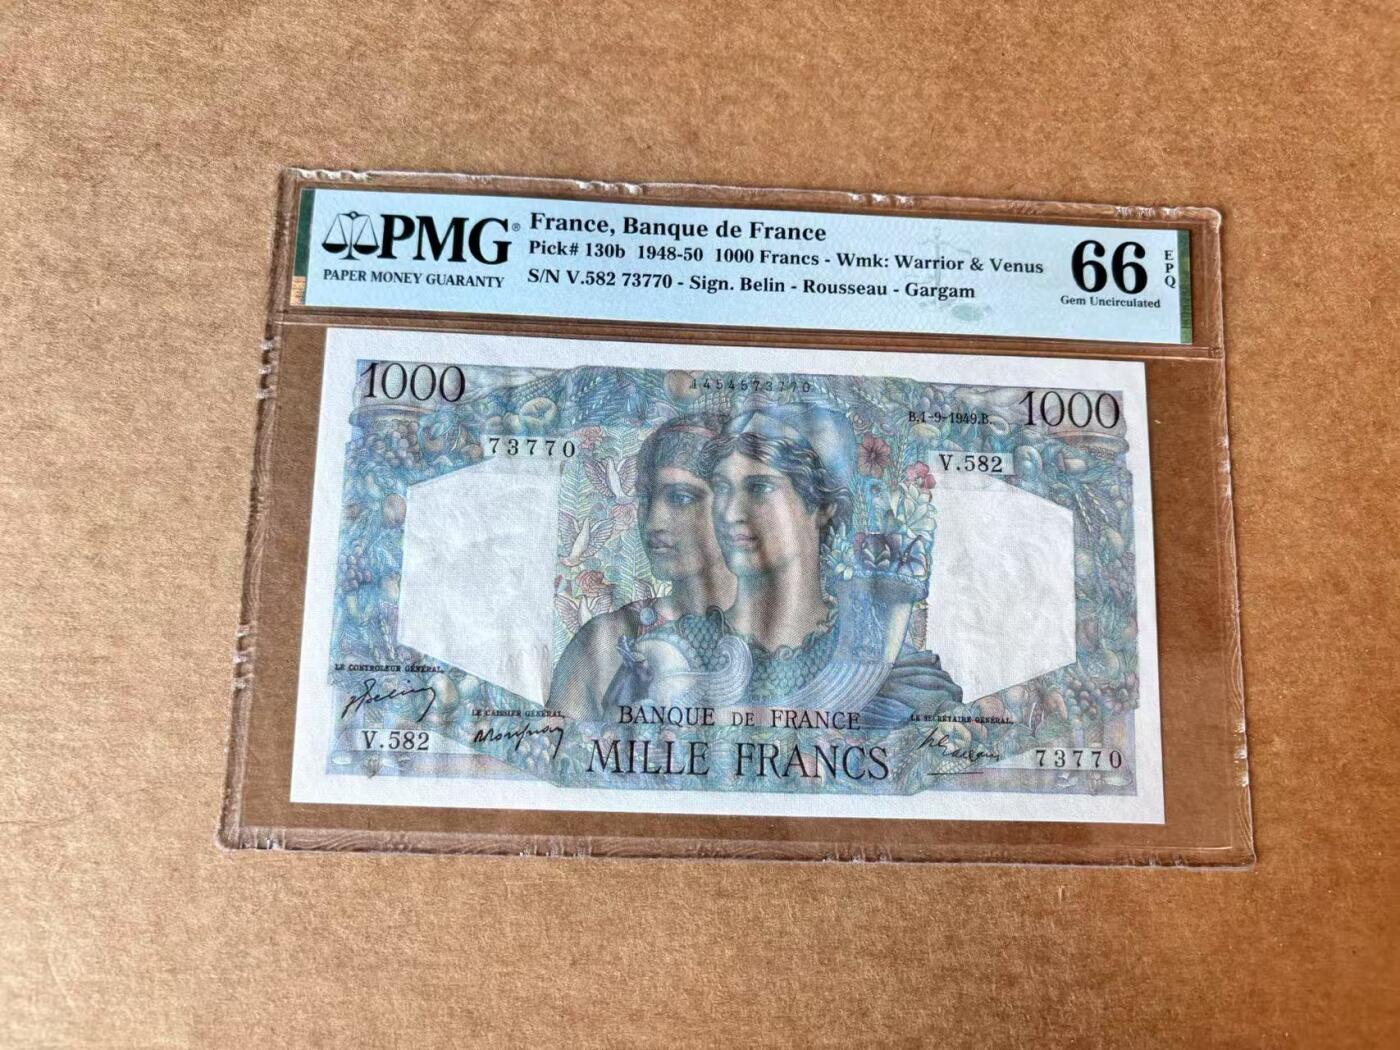 PMG®
PAPER MONEY GUARANTY
France, Banque de France
Pick# 130b 1948-50 1000 Francs - Wmk: Warrior & Venus
S/N V.582 73770 - Sign. Belin - Rousseau - Gargam
66
EPQ
Gem Uncirculated
1000
1454573770
B.1-9-1949.B.
1000
73770
V.582
LE CONTROLEUR GÉNÉRAL,
LE CAISSIER GÉNÉRAL,
LE SECRÉTAIRE GÉNÉRAL,
BANQUE DE FRANCE
MILLE FRANCS
V.582
73770